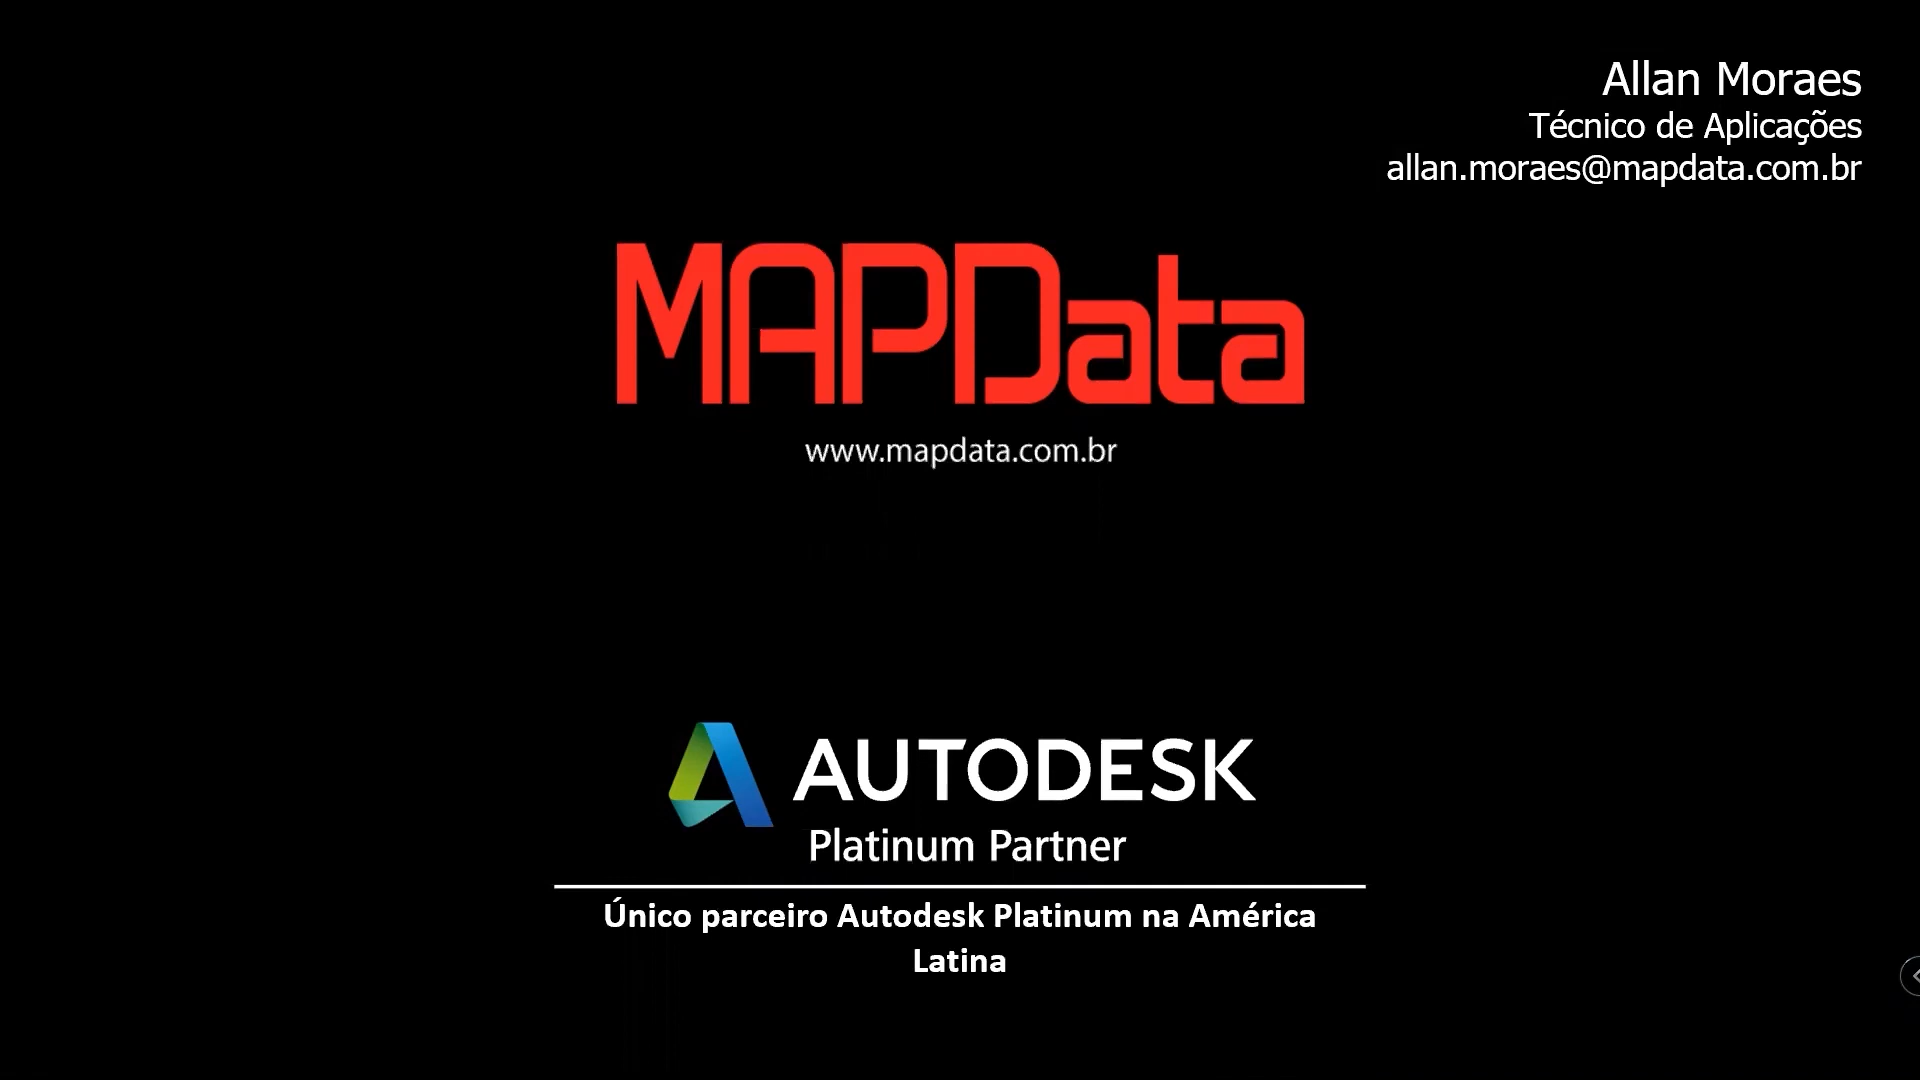 Allan Moraes
Técnico de Aplicações
allan.moraes@mapdata.com.br
MAPData
www.mapdata.com.br
AUTODESK
Platinum Partner
Único parceiro Autodesk Platinum na América
Latina